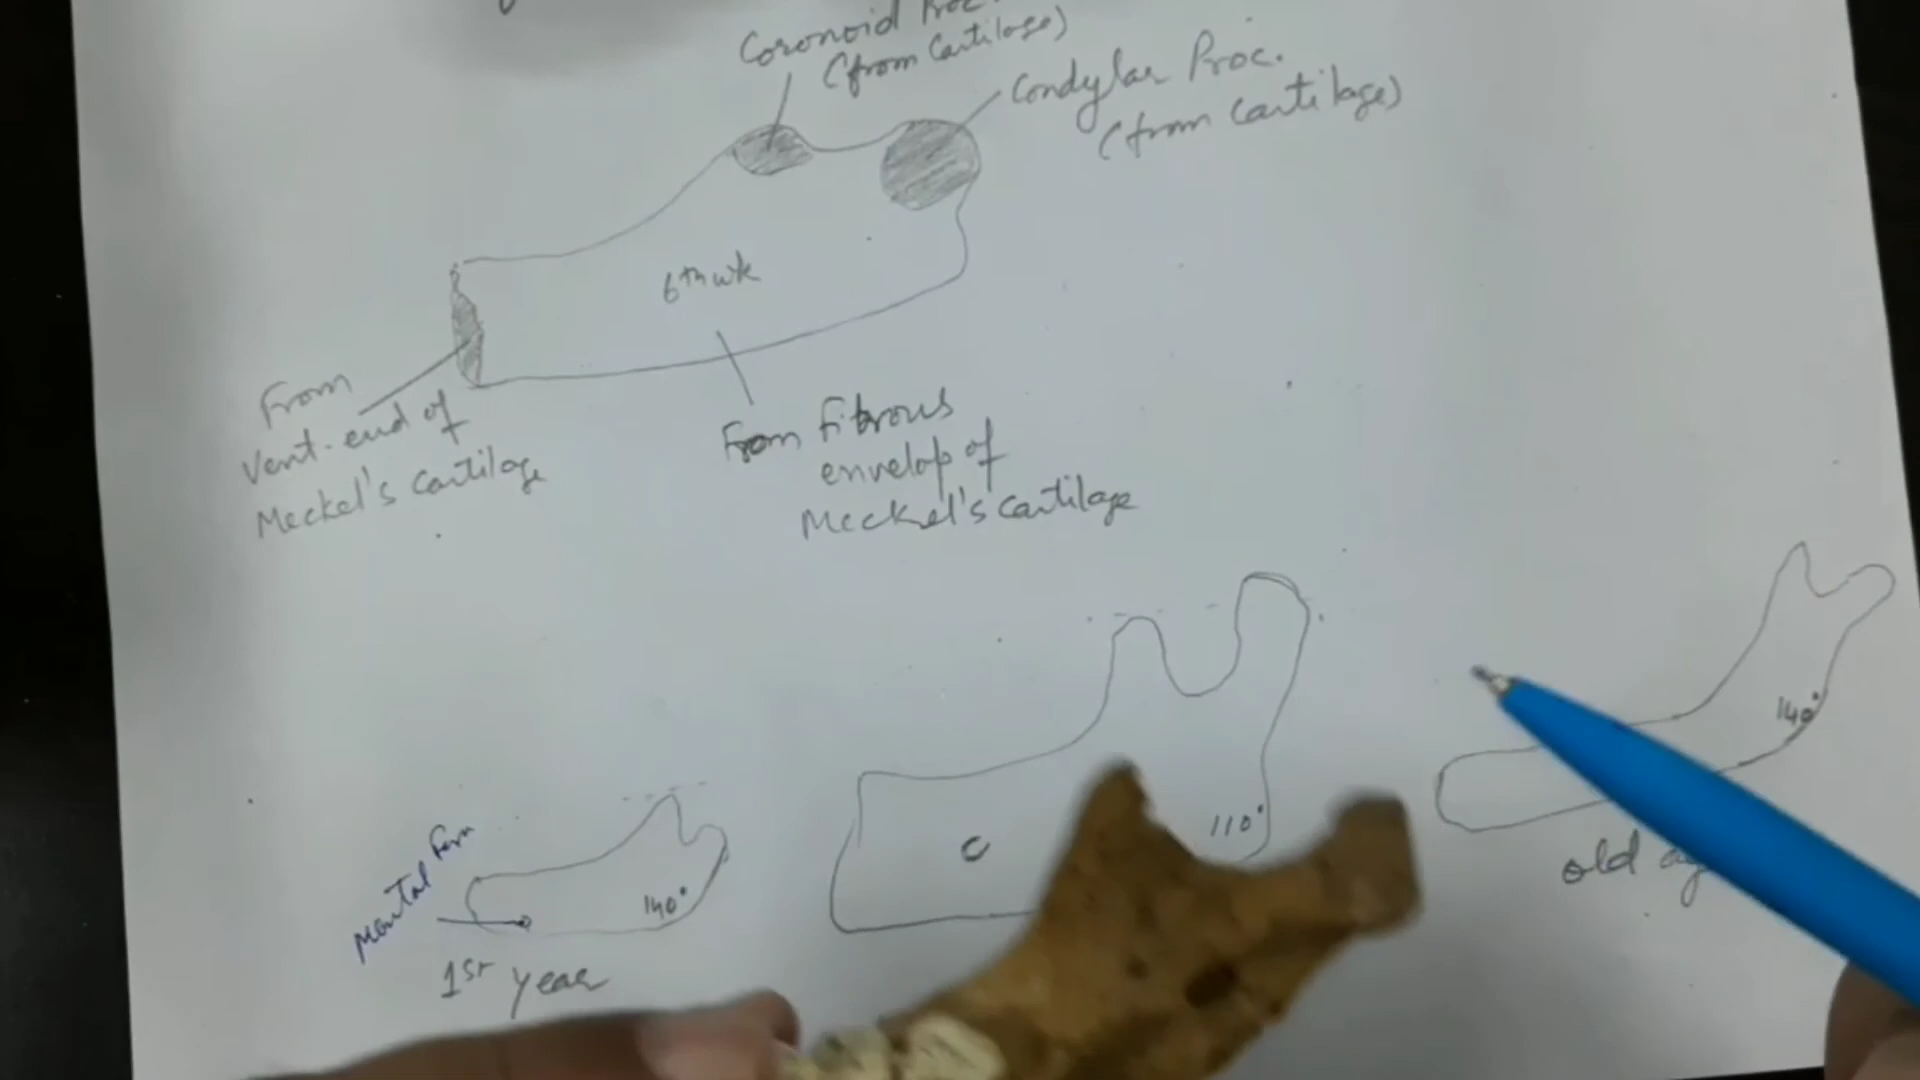 Coronoid Proc.
(from Cartilage)
Condylar Proc.
(from Cartilage)
6th wk
From
Vent. end of
Meckel's Cartilage
From Fibrous
envelop of
Meckel's cartilage
Mental Form
140°
1st year
110°
140°
old